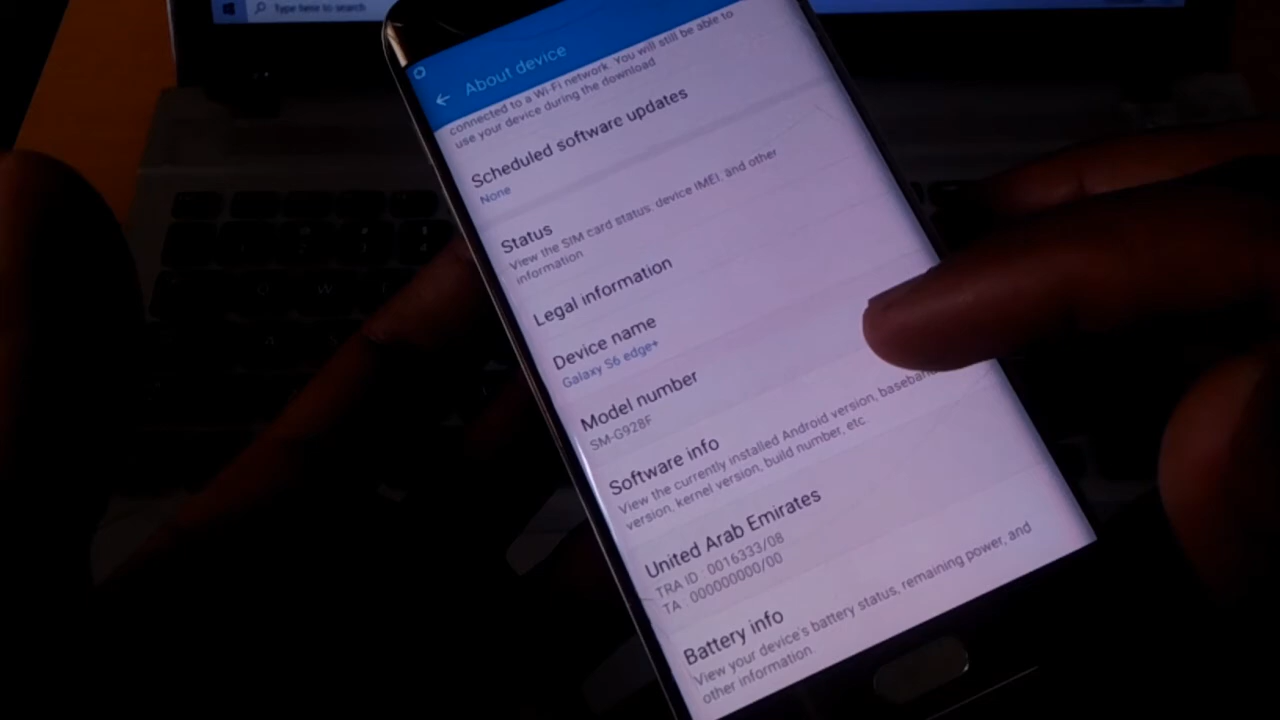 Type here to search
About device
connected to a Wi-Fi network. You will still be able to
use your device during the download
Scheduled software updates
None
Status
View the SIM card status, device IMEI, and other
information
Legal information
Device name
Galaxy S6 edge+
Model number
SM-G928F
Software info
View the currently installed Android version, baseband
version, kernel version, build number, etc.
United Arab Emirates
TRA ID : 0016333/08
TA : 000000000/00
Battery info
View your device's battery status, remaining power, and
other information.